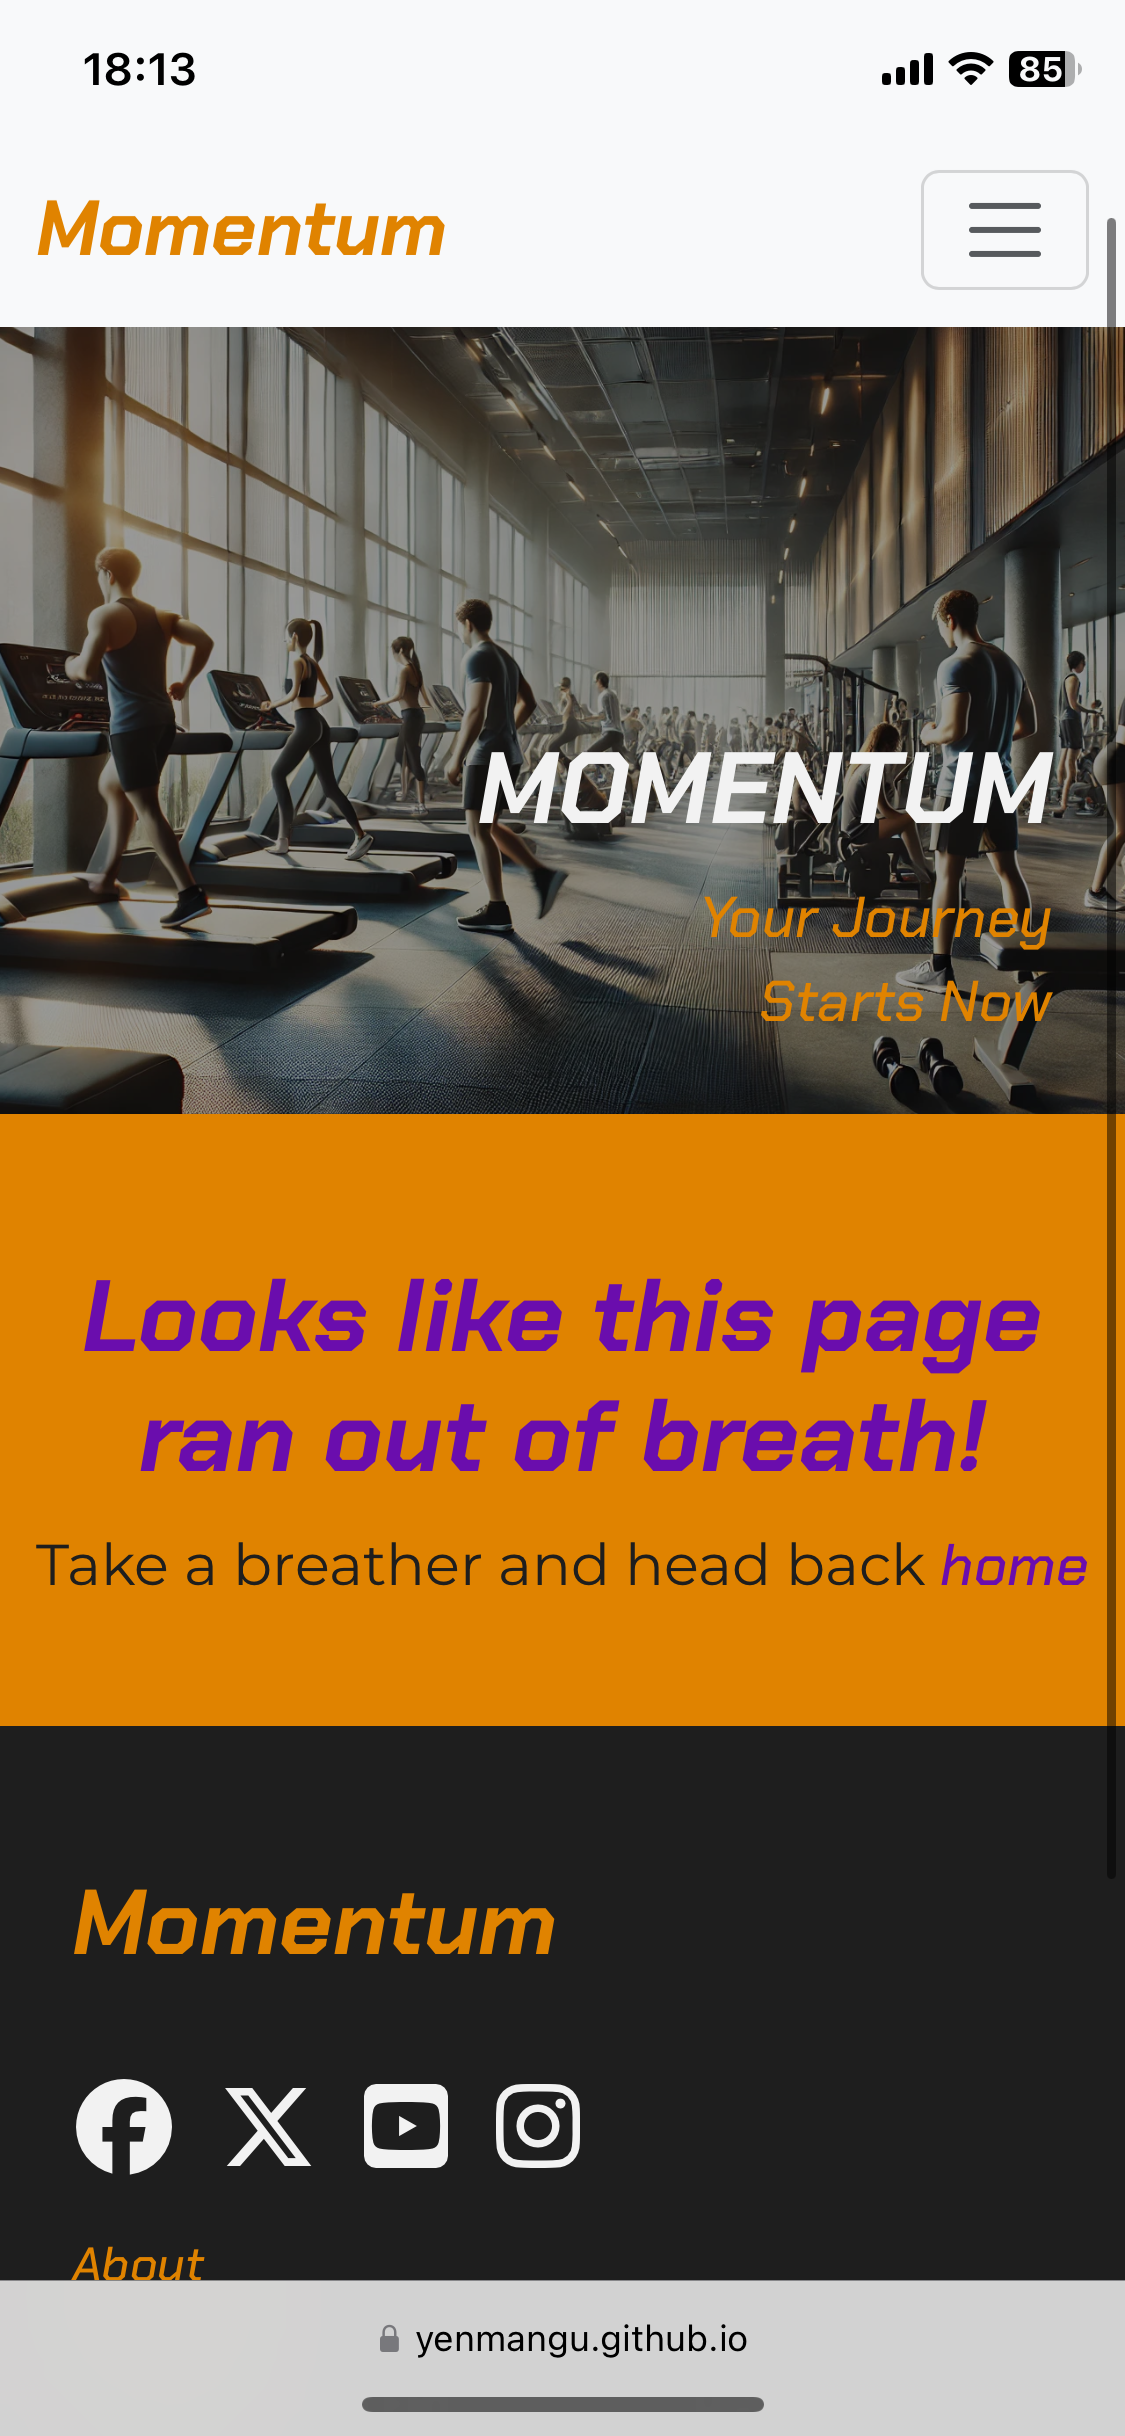 18:13
85
Momentum
MOMENTUM
Your Journey
Starts Now
Looks like this page
ran out of breath!
Take a breather and head back home
Momentum
About
yenmangu.github.io